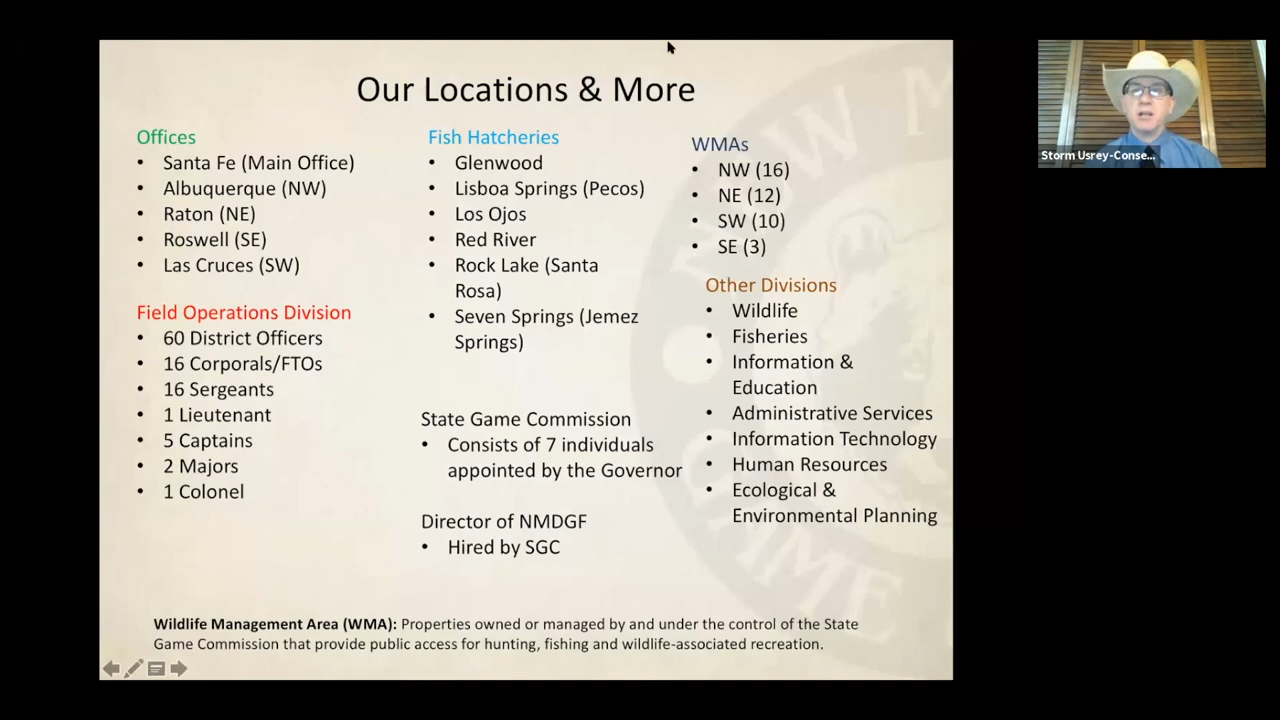 Our Locations & More
Offices
• Santa Fe (Main Office)
• Albuquerque (NW)
• Raton (NE)
• Roswell (SE)
• Las Cruces (SW)
Field Operations Division
• 60 District Officers
• 16 Corporals/FTOs
• 16 Sergeants
• 1 Lieutenant
• 5 Captains
• 2 Majors
• 1 Colonel
Fish Hatcheries
• Glenwood
• Lisboa Springs (Pecos)
• Los Ojos
• Red River
• Rock Lake (Santa
Rosa)
• Seven Springs (Jemez
Springs)
State Game Commission
• Consists of 7 individuals
appointed by the Governor
Director of NMDGF
• Hired by SGC
WMAs
• NW (16)
• NE (12)
• SW (10)
• SE (3)
Other Divisions
• Wildlife
• Fisheries
• Information &
Education
• Administrative Services
• Information Technology
• Human Resources
• Ecological &
Environmental Planning
Wildlife Management Area (WMA): Properties owned or managed by and under the control of the State
Game Commission that provide public access for hunting, fishing and wildlife-associated recreation.
Storm Usrey-Conse...